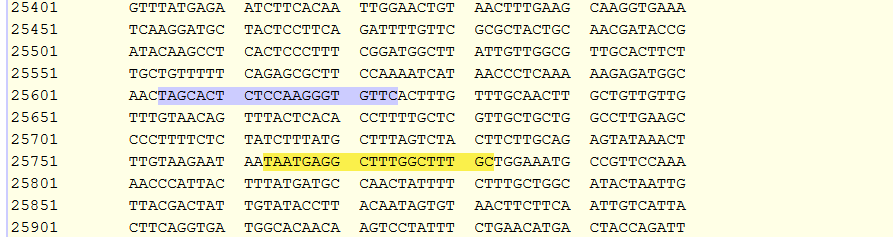 25401 GTTTATGAGA ATCTTCACAA TTGGAACTGT AACTTTGAAG CAAGGTGAAA
25451 TCAAGGATGC TACTCCTTCA GATTTTGTTC GCGCTACTGC AACGATACCG
25501 ATACAAGCCT CACTCCCTTT CGGATGGCTT ATTGTTGGCG TTGCACTTCT
25551 TGCTGTTTTT CAGAGCGCTT CCAAAATCAT AACCCTCAAA AAGAGATGGC
25601 AACTAGCACT CTCCAAGGGT GTTCACTTTG TTTGCAACTT GCTGTTGTTG
25651 TTTGTAACAG TTTACTCACA CCTTTTGCTC GTTGCTGCTG GCCTTGAAGC
25701 CCCTTTTCTC TATCTTTATG CTTTAGTCTA CTTCTTGCAG AGTATAAACT
25751 TTGTAAGAAT AATAATGAGG CTTTGGCTTT GCTGGAAATG CCGTTCCAAA
25801 AACCCATTAC TTTATGATGC CAACTATTTT CTTTGCTGGC ATACTAATTG
25851 TTACGACTAT TGTATACCTT ACAATAGTGT AACTTCTTCA ATTGTCATTA
25901 CTTCAGGTGA TGGCACAACA AGTCCTATTT CTGAACATGA CTACCAGATT